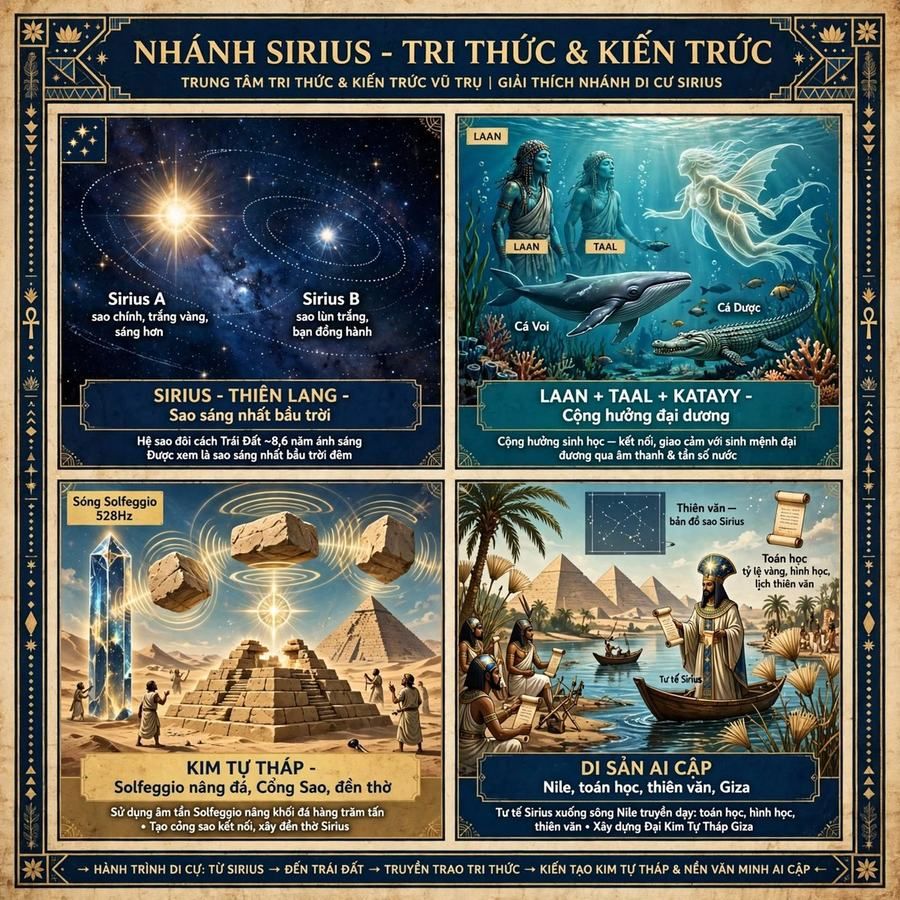 NHÁNH SIRIUS - TRI THỨC & KIẾN TRÚC
TRUNG TÂM TRI THỨC & KIẾN TRÚC VŨ TRỤ | GIẢI THÍCH NHÁNH DI CƯ SIRIUS
Sirius A
sao chính, trắng vàng,
sáng hơn
Sirius B
sao lùn trắng,
bạn đồng hành
SIRIUS - THIÊN LANG -
Sao sáng nhất bầu trời
Hệ sao đôi cách Trái Đất ~8,6 năm ánh sáng
Được xem là sao sáng nhất bầu trời đêm
LAAN
LAAN
TAAL
Cá Voi
Cá Dược
LAAN + TAAL + KATAYY -
Cộng hưởng đại dương
Cộng hưởng sinh học — kết nối, giao cảm với sinh mệnh đại
dương qua âm thanh & tần số nước
Sóng Solfeggio
528Hz
KIM TỰ THÁP -
Solfeggio nâng đá, Cổng Sao, đền thờ
Sử dụng âm tần Solfeggio nâng khối đá hàng trăm tấn
• Tạo cỏng sao kết nối, xây đền thờ Sirius
Thiên văn —
bản đồ sao Sirius
Toán học
tỷ lệ vàng, hình học,
lịch thiên văn
Tư tế Sirius
DI SẢN AI CẬP
Nile, toán học, thiên văn, Giza
Tư tế Sirius xuống sông Nile truyền dạy: toán học, hình học,
thiên văn • Xây dựng Đại Kim Tự Tháp Giza
→ HÀNH TRÌNH DI CƯ: TỪ SIRIUS → ĐẾN TRÁI ĐẤT → TRUYỀN TRAO TRI THỨC → KIẾN TẠO KIM TỰ THÁP & NỀN VĂN MINH AI CẬP ←